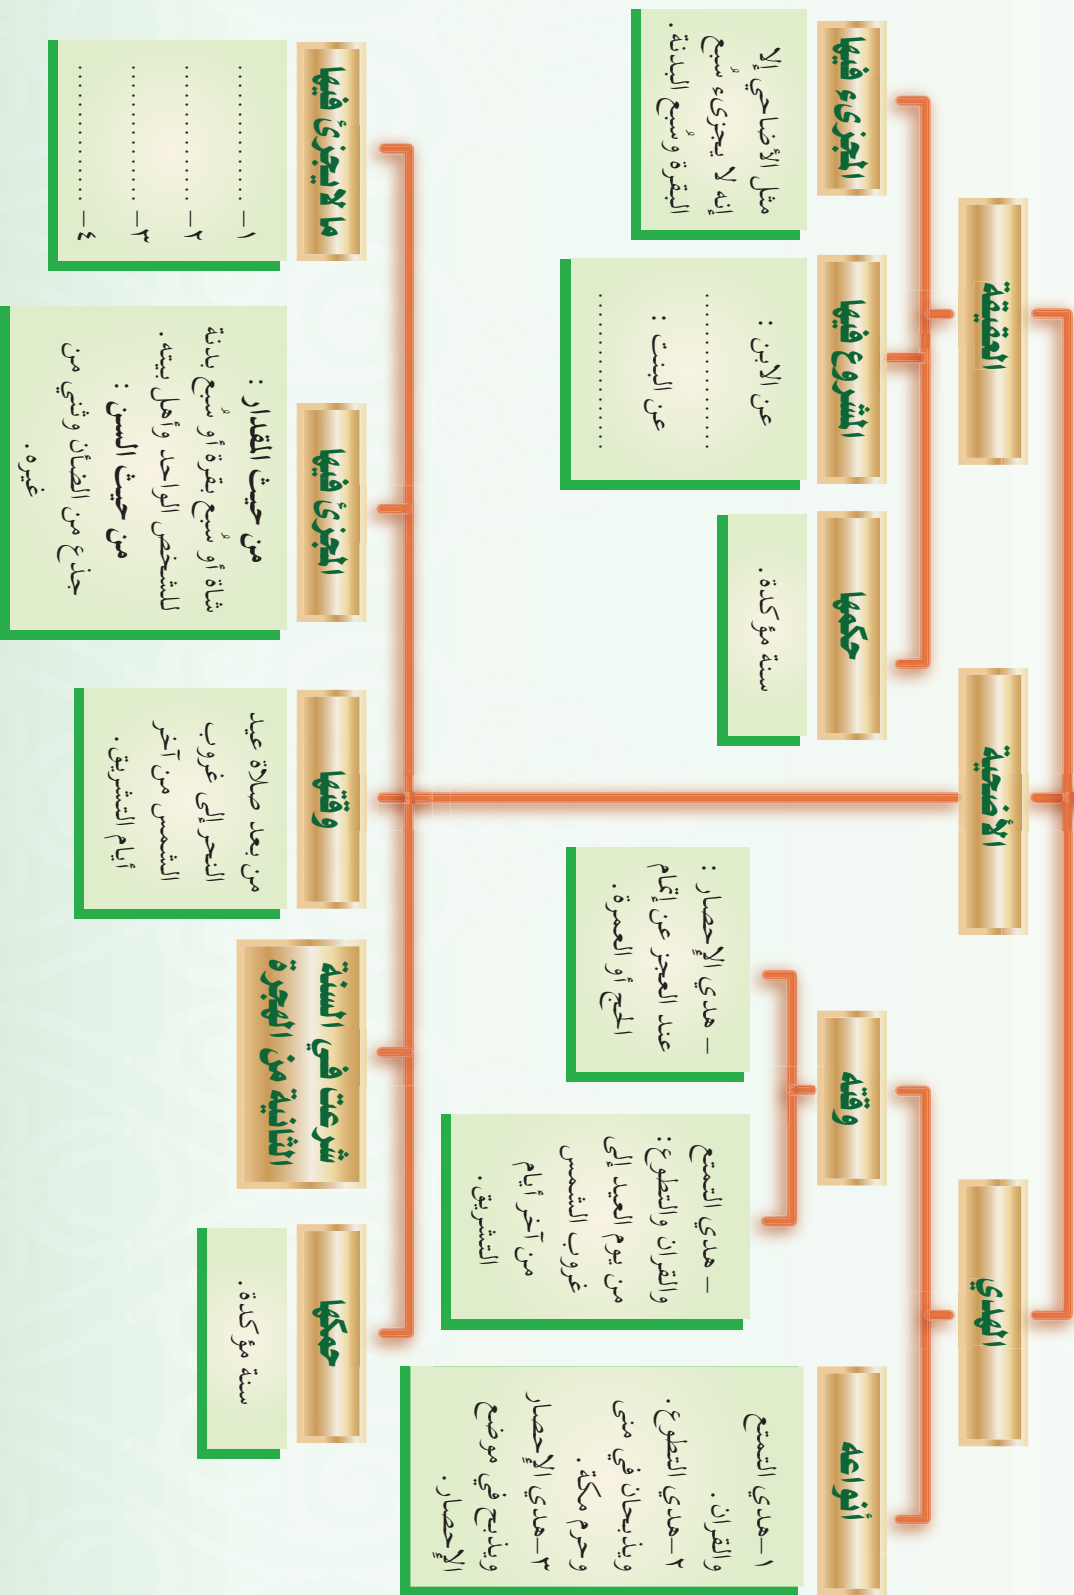 الهدي
أنواعه
١–هدي التمتع
والقران .
٢–هدي التطوع.
ويذبحان في منى
وحرم مكة.
٣–هدي الإحصار
ويذبح في موضع
الإحصار.
وقته
– هدي التمتع
والقران والتطوع:
من يوم العيد إلى
غروب الشمس
من آخر أيام
التشريق.
– هدي الإحصار :
عند العجز عن إتمام
الحج أو العمرة.
الأضحية
حمكها
سنة مؤكدة.
شرعت في السنة
الثانية من الهجرة
وقتها
من بعد صلاة عيد
النحر إلى غروب
الشمس من آخر
أيام التشريق.
المجزئ فيها
من حيث المقدار :
شاة أو سُبع بقرة أو سُبع بدنة
للشخص الواحد وأهل بيته.
من حيث السن :
جذع من الضأن وثني من
غيره.
ما لا يجزئ فيها
١– ..................
٢– ..................
٣– ..................
٤– ..................
العقيقة
حكمها
سنة مؤكدة.
المشروع فيها
عن الابن :
....................
عن البنت :
....................
المجزىء فيها
مثل الأضاحي إلا
إنه لا يجزىء سُبع
البقرة وسُبع البدنة.